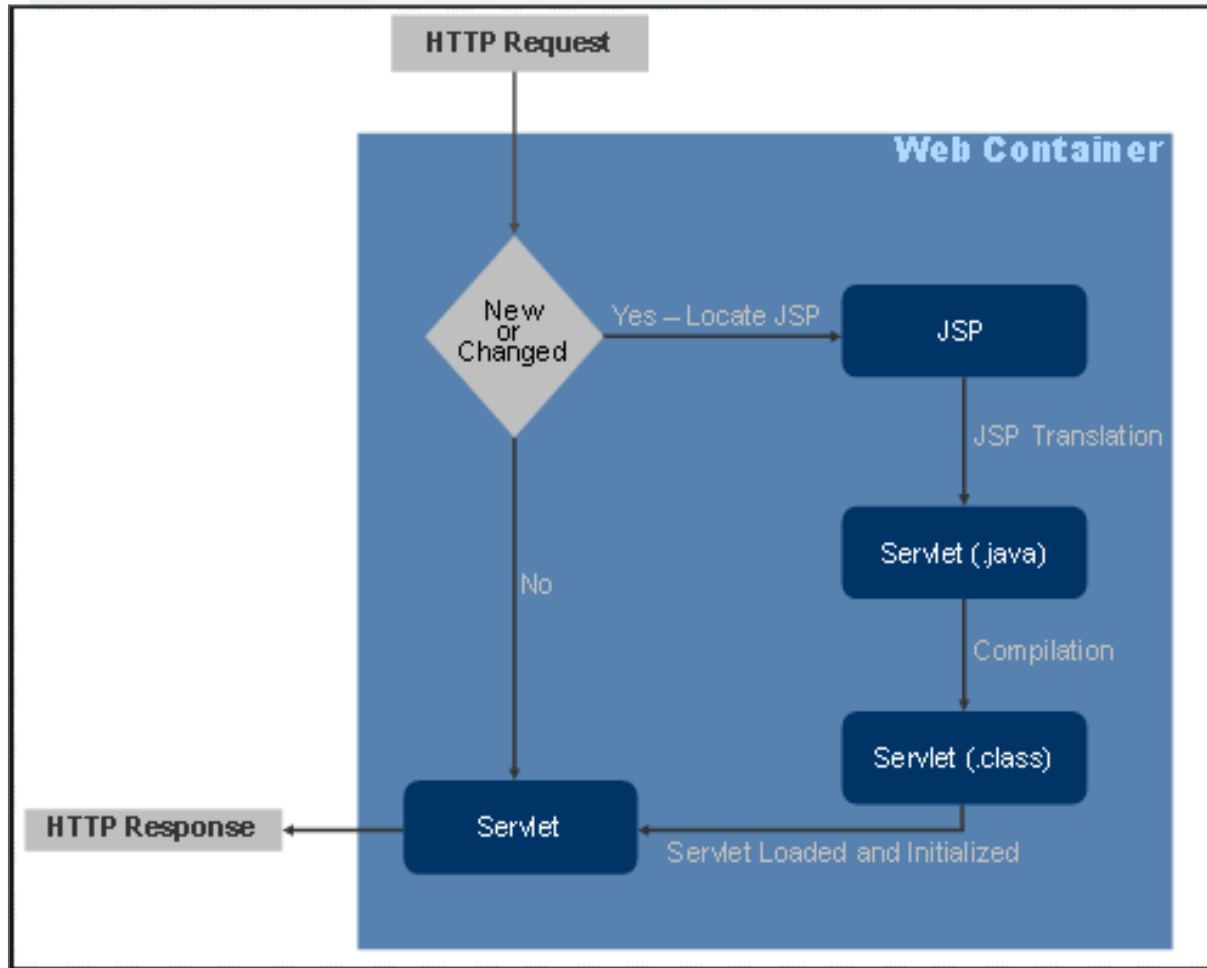 HTTP Request
Web Container
New
or
Changed
Yes – Locate JSP
JSP
JSP Translation
Servlet (.java)
No
Compilation
Servlet (.class)
HTTP Response
Servlet
Servlet Loaded and Initialized